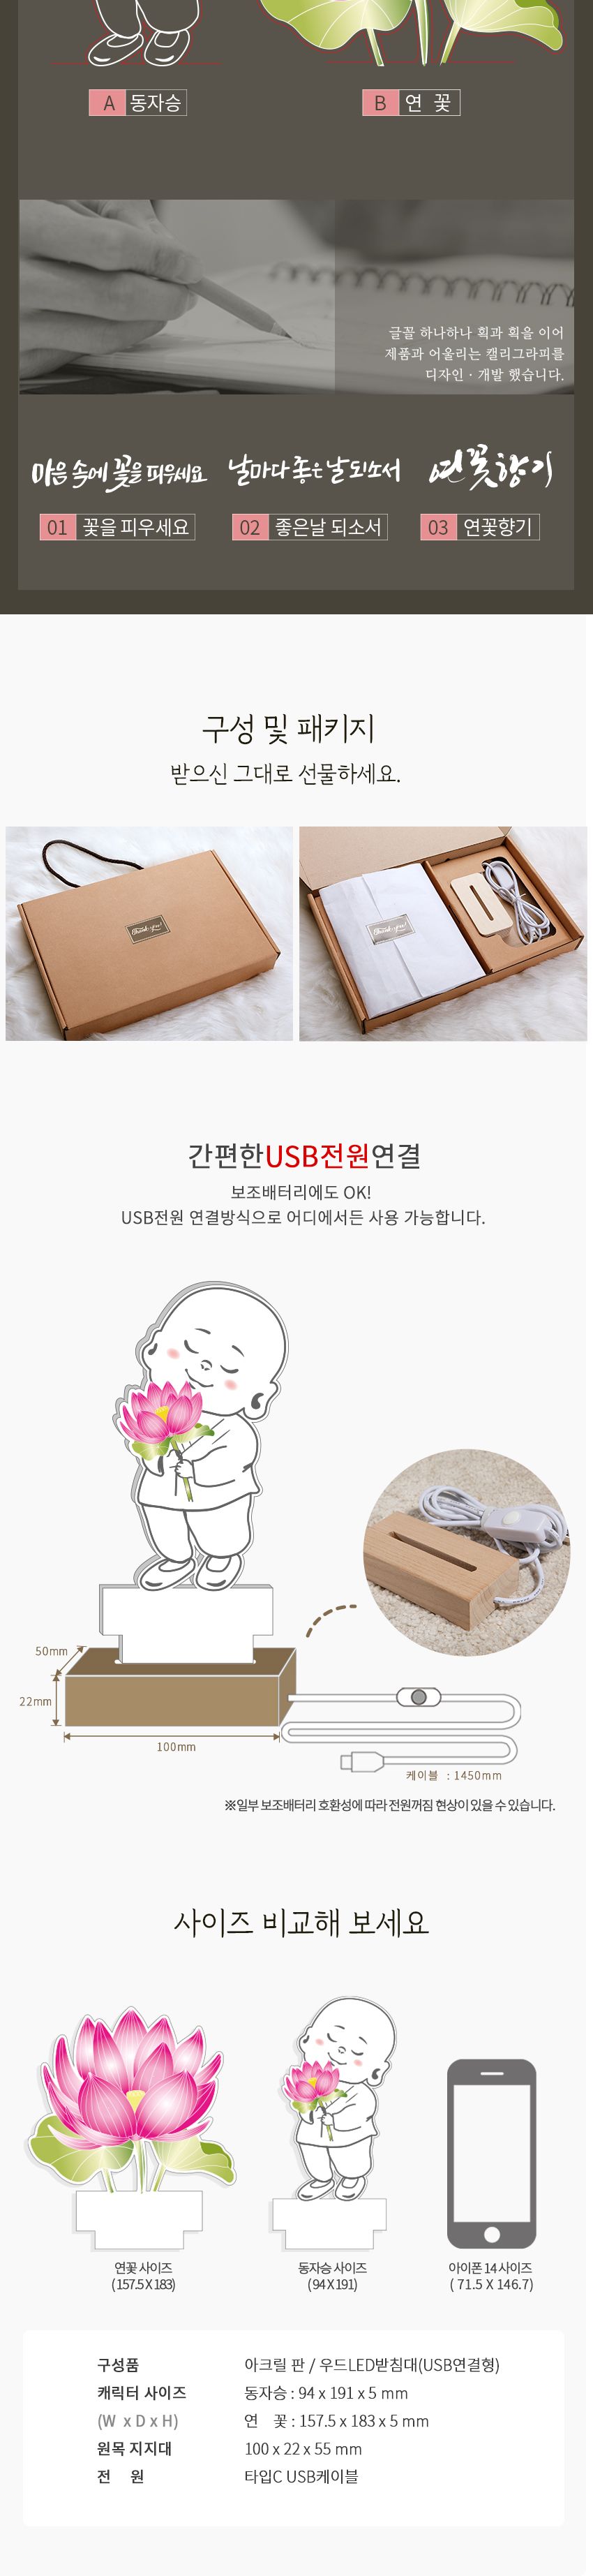 A 동자승
B 연 꽃
글꼴 하나하나 획과 획을 이어
제품과 어울리는 캘리그라피를
디자인 · 개발 했습니다.
마음 속에 꽃을 피우세요
날마다 좋은 날 되소서
연꽃향기
01 꽃을 피우세요
02 좋은날 되소서
03 연꽃향기
구성 및 패키지
받으신 그대로 선물하세요.
Thank you!
Thank you!
간편한USB전원연결
보조배터리에도 OK!
USB전원 연결방식으로 어디에서든 사용 가능합니다.
50mm
22mm
100mm
케이블 : 1450mm
※일부 보조배터리 호환성에 따라 전원꺼짐 현상이 있을 수 있습니다.
사이즈 비교해 보세요
연꽃 사이즈
(157.5 X 183)
동자승 사이즈
(94 X 191)
아이폰 14 사이즈
( 71.5 X 146.7)
구성품 아크릴 판 / 우드LED받침대(USB연결형)
캐릭터 사이즈 동자승 : 94 x 191 x 5 mm
(W x D x H) 연 꽃 : 157.5 x 183 x 5 mm
원목 지지대 100 x 22 x 55 mm
전 원 타입C USB케이블